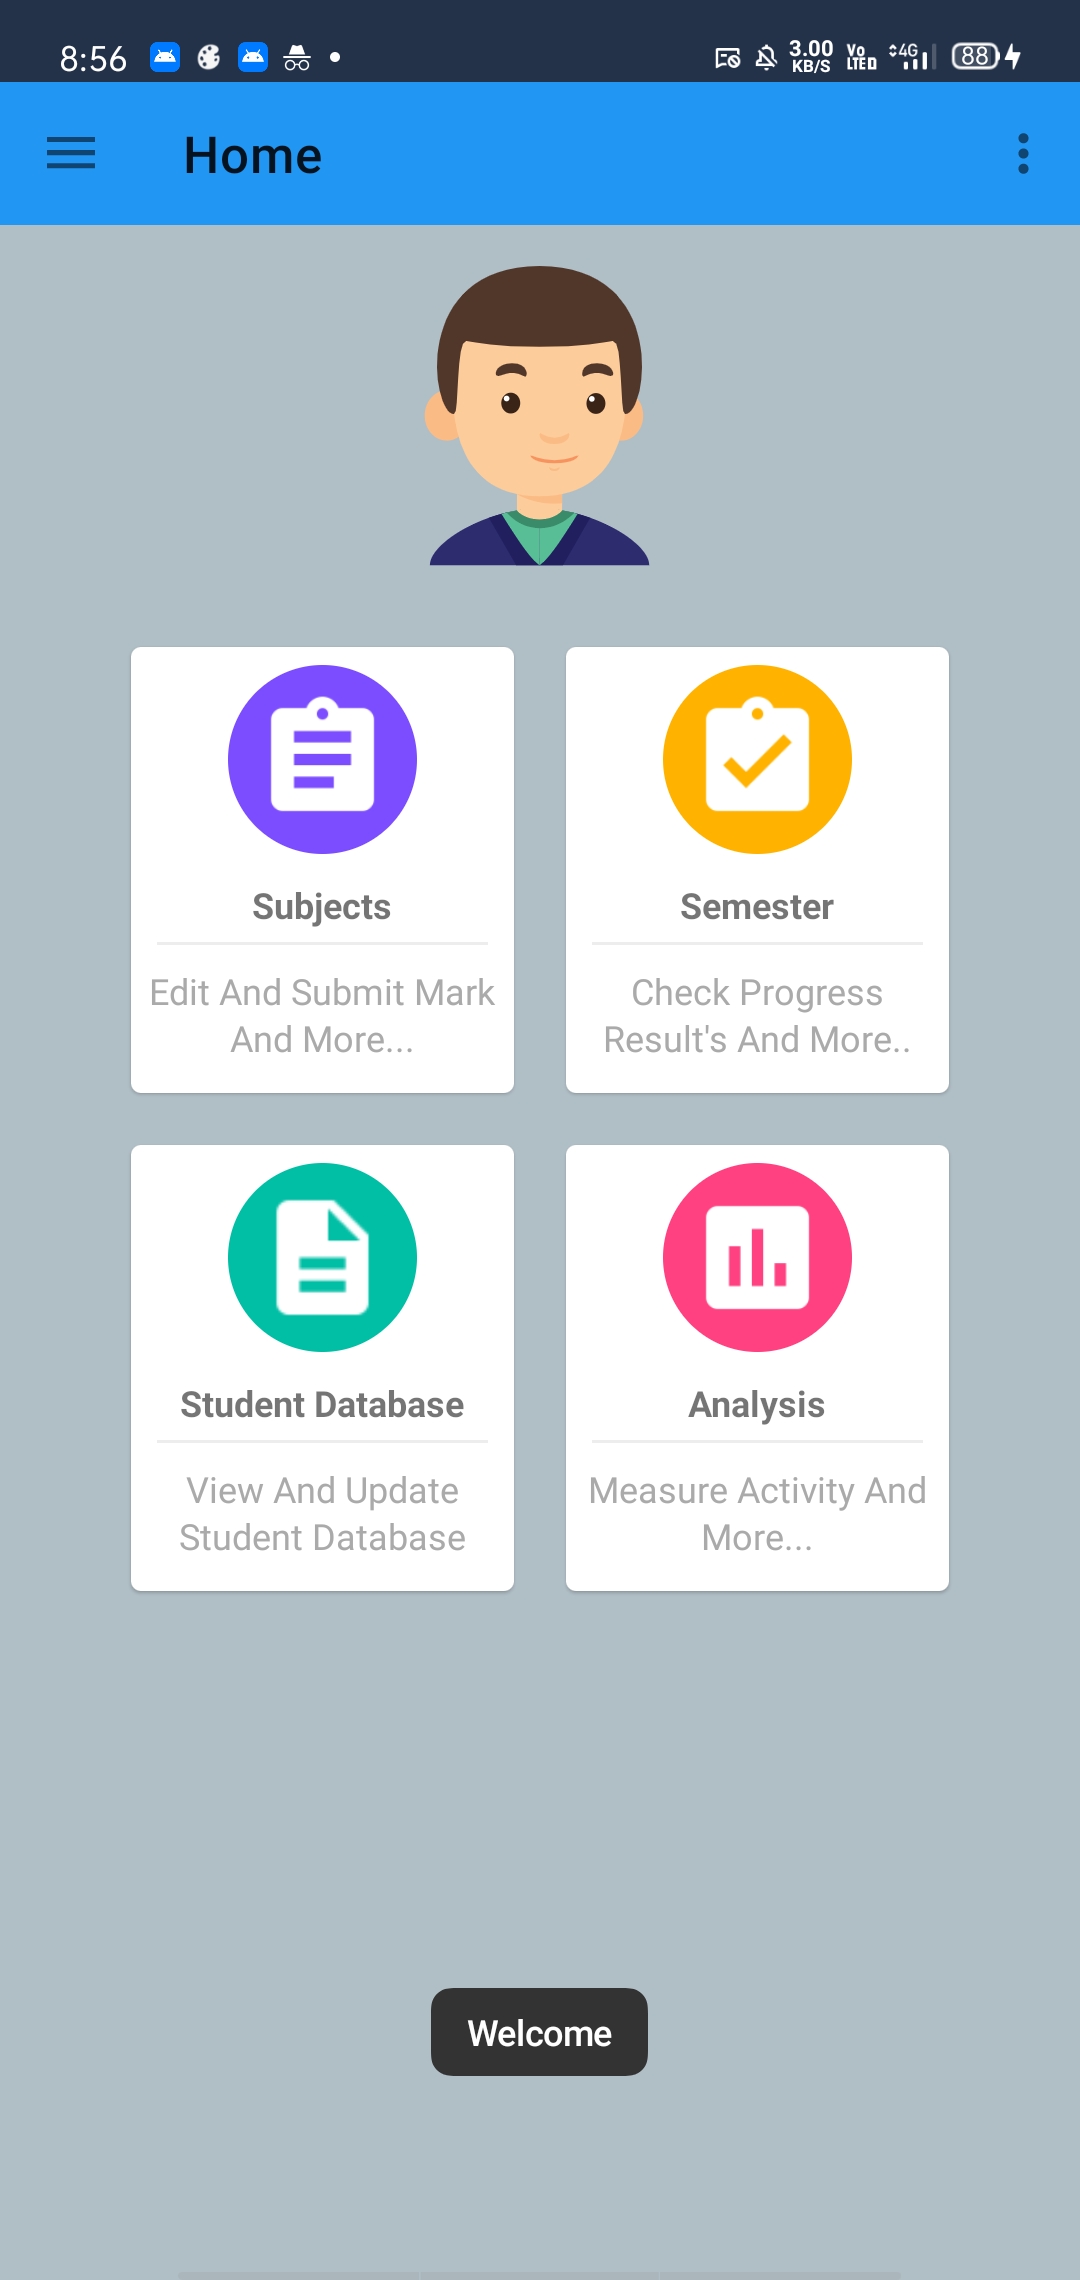 8:56
3.00
KB/S
Vo
LTE D
4G
88
Home
Subjects
Edit And Submit Mark
And More...
Semester
Check Progress
Result's And More..
Student Database
View And Update
Student Database
Analysis
Measure Activity And
More...
Welcome